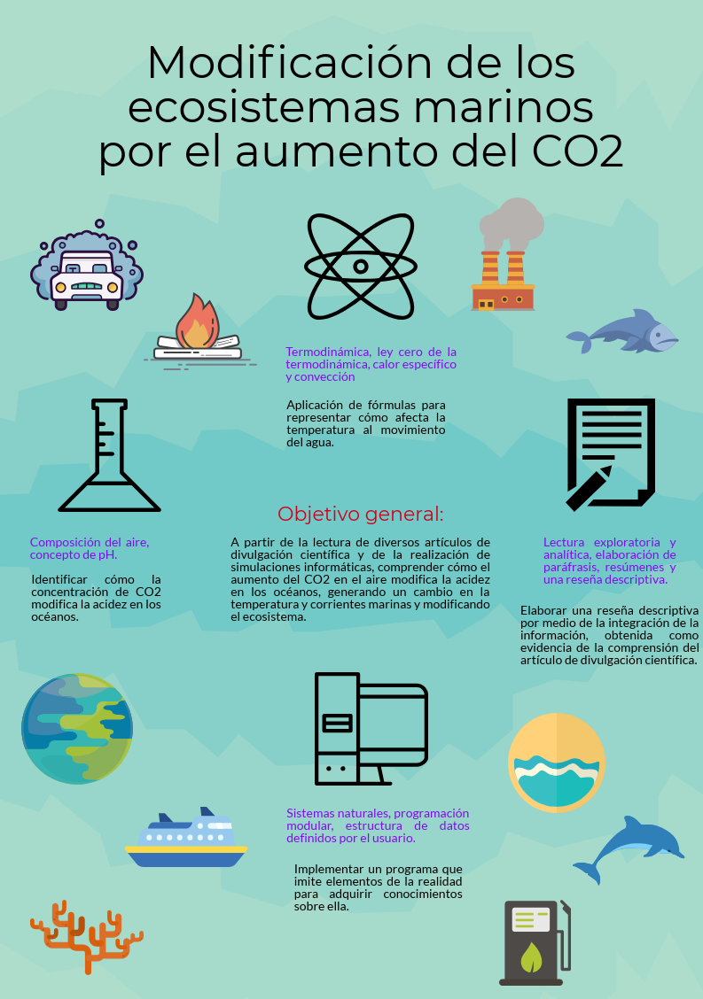 Modificación de los
ecosistemas marinos
por el aumento del CO2
Termodinámica, ley cero de la
termodinámica, calor específico
y convección
Aplicación de fórmulas para
representar cómo afecta la
temperatura al movimiento
del agua.
Objetivo general:
A partir de la lectura de diversos artículos de
divulgación científica y de la realización de
simulaciones informáticas, comprender cómo el
aumento del CO2 en el aire modifica la acidez
en los océanos, generando un cambio en la
temperatura y corrientes marinas y modificando
el ecosistema.
Composición del aire,
concepto de pH.
Identificar cómo la
concentración de CO2
modifica la acidez en los
océanos.
Lectura exploratoria y
analítica, elaboración de
paráfrasis, resúmenes y
una reseña descriptiva.
Elaborar una reseña descriptiva
por medio de la integración de la
información, obtenida como
evidencia de la comprensión del
artículo de divulgación científica.
Sistemas naturales, programación
modular, estructura de datos
definidos por el usuario.
Implementar un programa que
imite elementos de la realidad
para adquirir conocimientos
sobre ella.